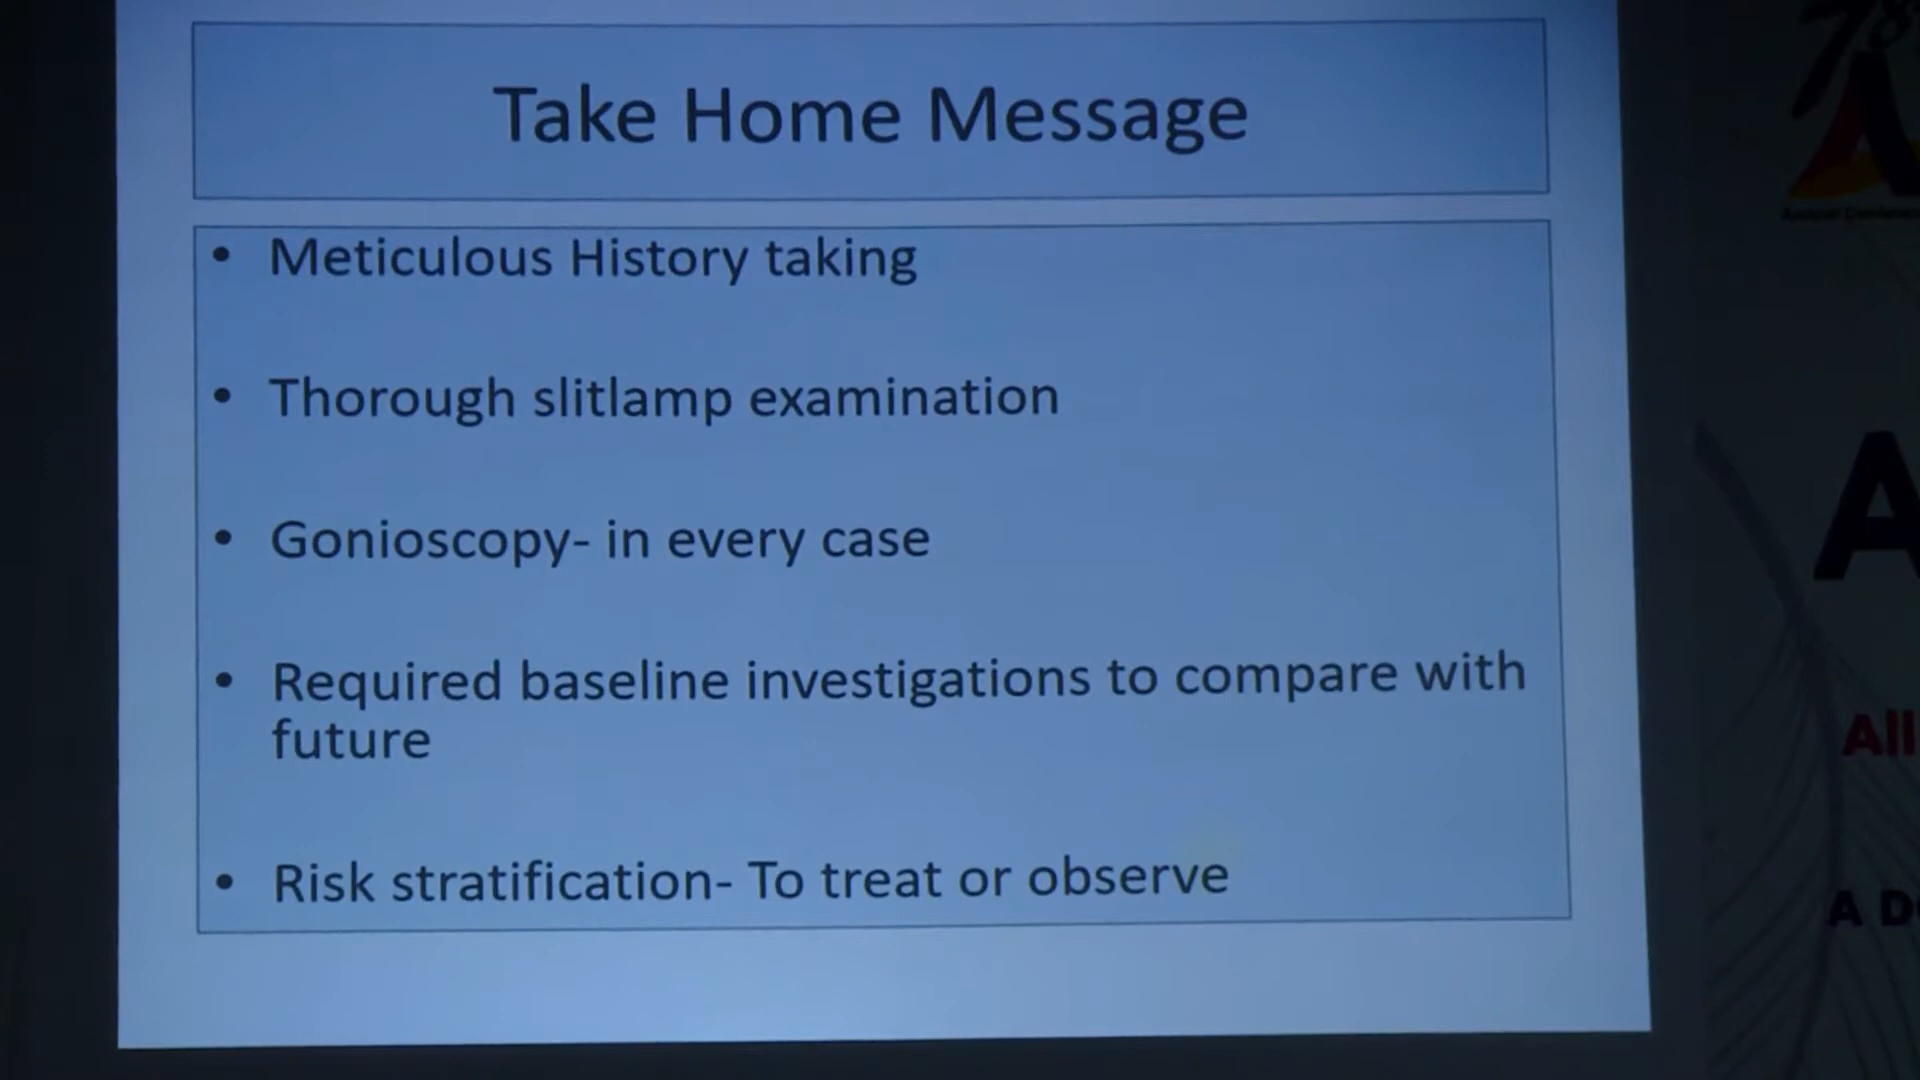 Take Home Message
• Meticulous History taking
• Thorough slitlamp examination
• Gonioscopy- in every case
• Required baseline investigations to compare with
future
• Risk stratification- To treat or observe
78
A
All
A D